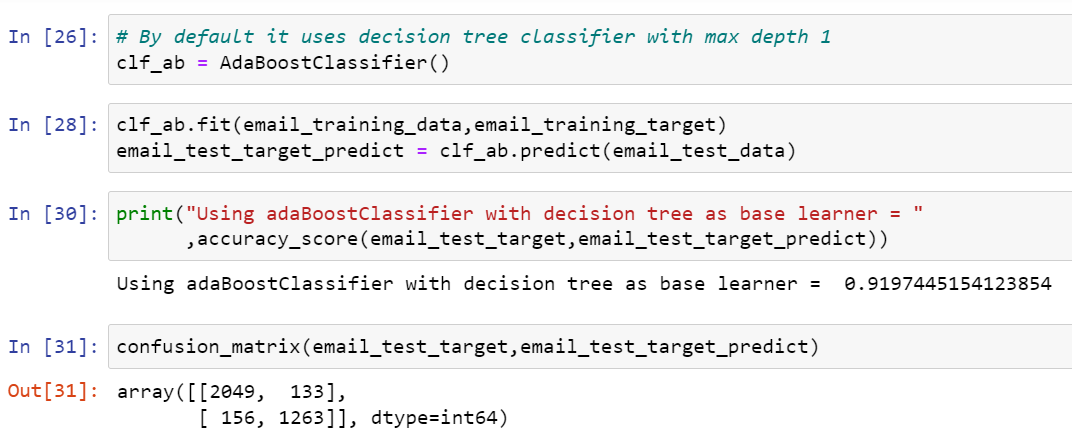 In [26]: # By default it uses decision tree classifier with max depth 1
clf_ab = AdaBoostClassifier()
In [28]: clf_ab.fit(email_training_data,email_training_target)
email_test_target_predict = clf_ab.predict(email_test_data)
In [30]: print("Using adaBoostClassifier with decision tree as base learner = "
,accuracy_score(email_test_target,email_test_target_predict))
Using adaBoostClassifier with decision tree as base learner =  0.9197445154123854
In [31]: confusion_matrix(email_test_target,email_test_target_predict)
Out[31]: array([[2049,  133],
[ 156, 1263]], dtype=int64)